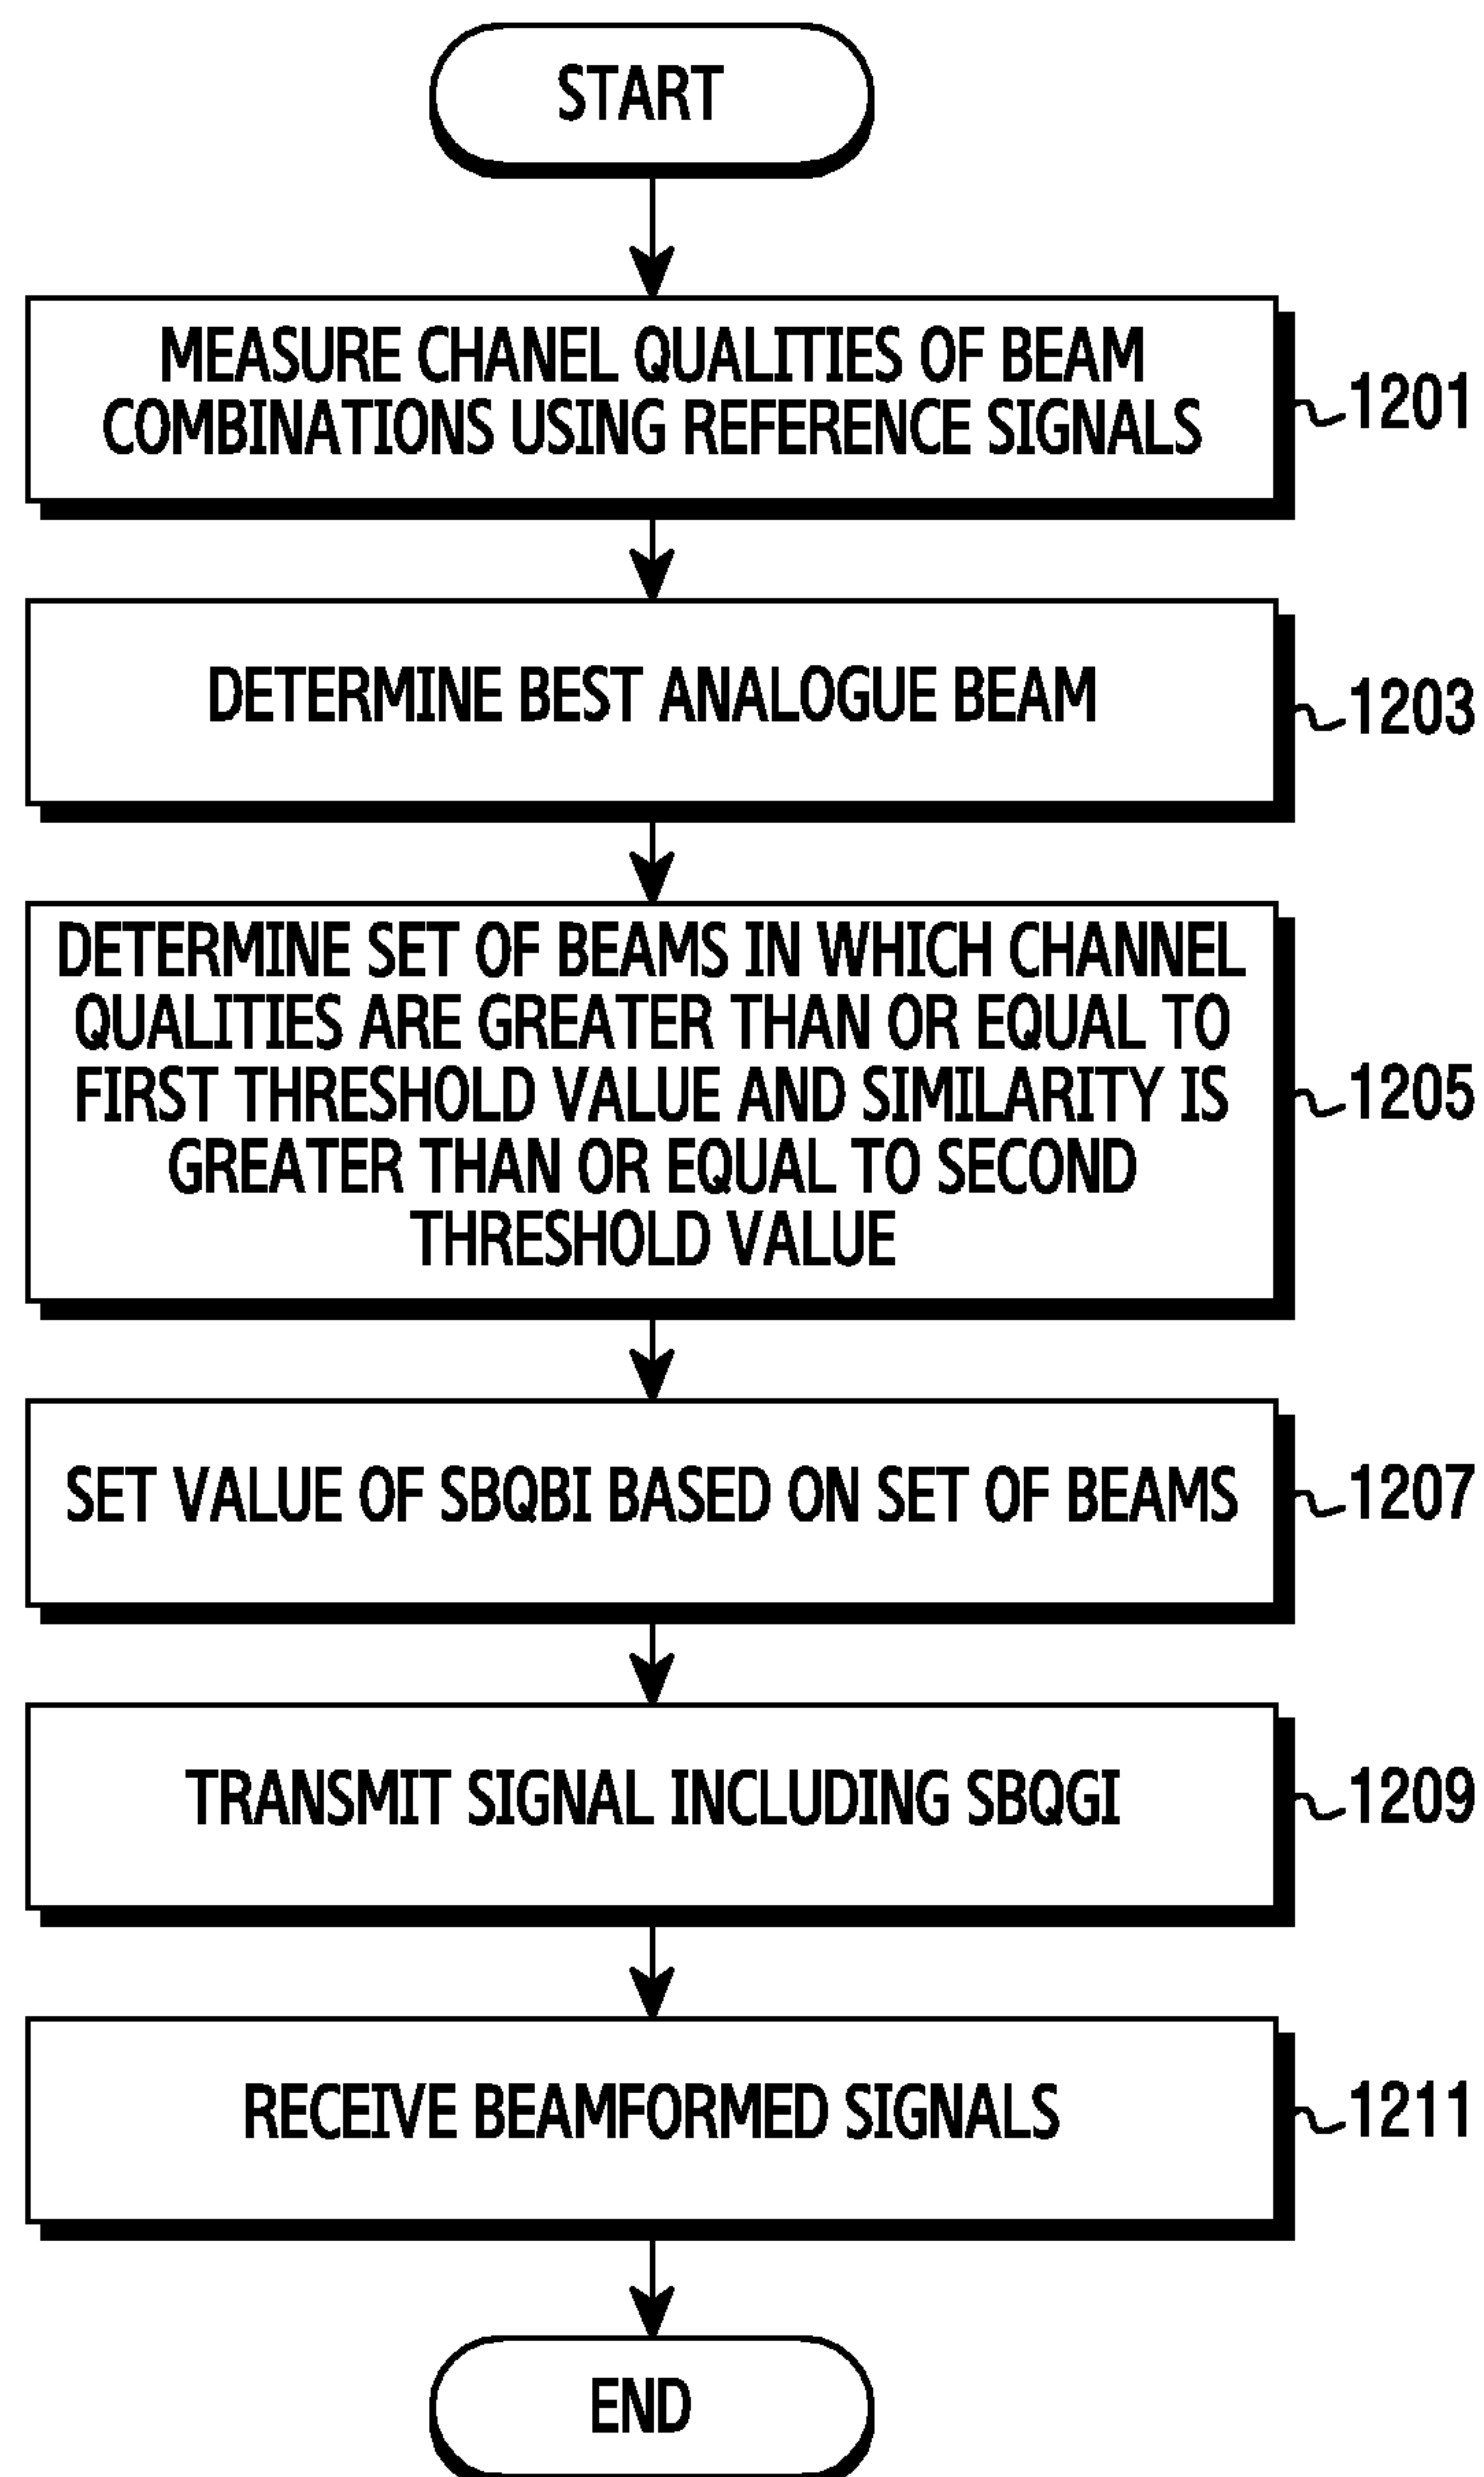 START
MEASURE CHANEL QUALITIES OF BEAM
COMBINATIONS USING REFERENCE SIGNALS
1201
DETERMINE BEST ANALOGUE BEAM
1203
DETERMINE SET OF BEAMS IN WHICH CHANNEL
QUALITIES ARE GREATER THAN OR EQUAL TO
FIRST THRESHOLD VALUE AND SIMILARITY IS
GREATER THAN OR EQUAL TO SECOND
THRESHOLD VALUE
1205
SET VALUE OF SBQBI BASED ON SET OF BEAMS
1207
TRANSMIT SIGNAL INCLUDING SBQGI
1209
RECEIVE BEAMFORMED SIGNALS
1211
END